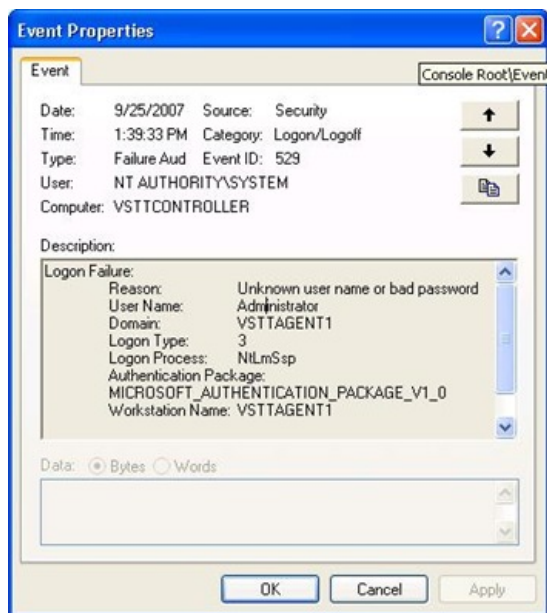 Event Properties
Event
Console Root\Event
Date: 9/25/2007 Source: Security
Time: 1:39:33 PM Category: Logon/Logoff
Type: Failure Aud Event ID: 529
User: NT AUTHORITY\SYSTEM
Computer: VSTTCONTROLLER
Description:
Logon Failure:
Reason: Unknown user name or bad password
User Name: Administrator
Domain: VSTTAGENT1
Logon Type: 3
Logon Process: NtLmSsp
Authentication Package:
MICROSOFT_AUTHENTICATION_PACKAGE_V1_0
Workstation Name: VSTTAGENT1
Data: Bytes Words
OK Cancel Apply